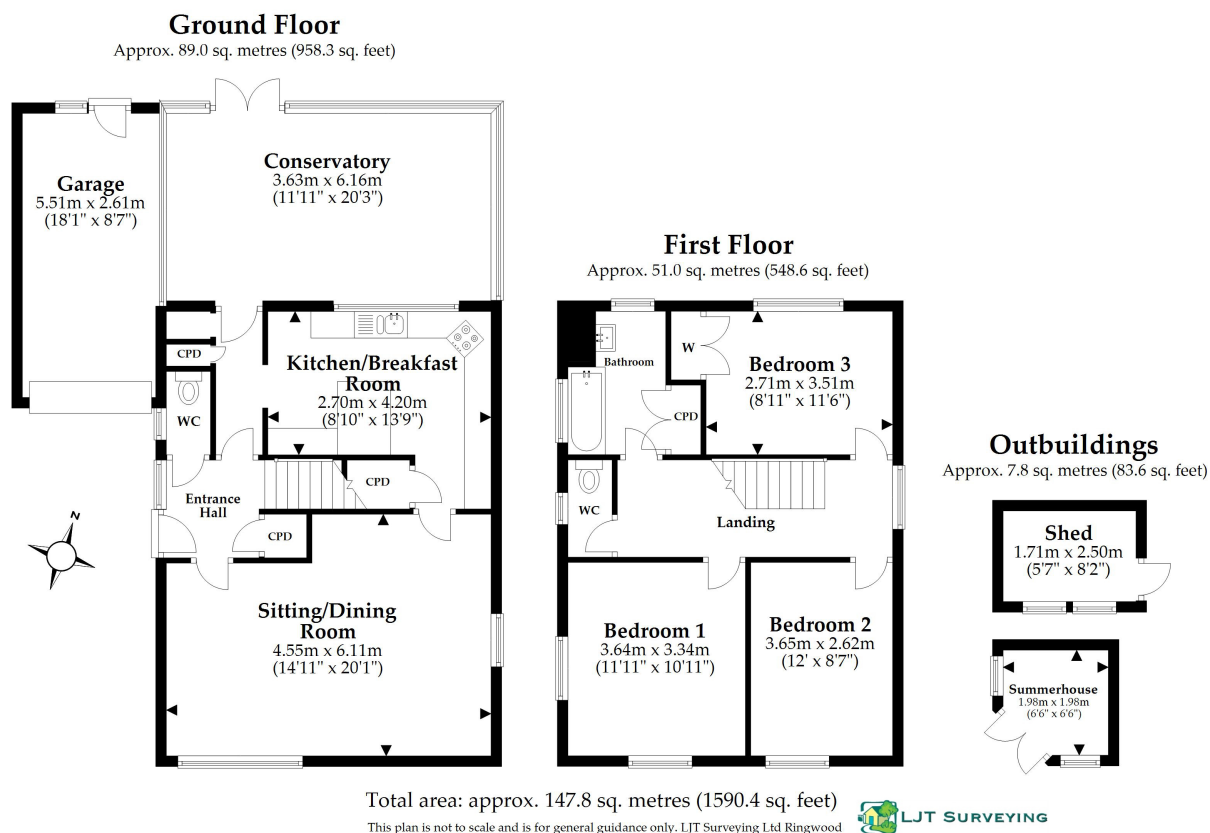 Ground Floor
Approx. 89.0 sq. metres (958.3 sq. feet)
Garage
5.51m x 2.61m
(18'1" x 8'7")
Conservatory
3.63m x 6.16m
(11'11" x 20'3")
CPD
WC
Kitchen/Breakfast
Room
2.70m x 4.20m
(8'10" x 13'9")
CPD
Entrance
Hall
CPD
Sitting/Dining
Room
4.55m x 6.11m
(14'11" x 20'1")
N
First Floor
Approx. 51.0 sq. metres (548.6 sq. feet)
Bathroom
W
Bedroom 3
2.71m x 3.51m
(8'11" x 11'6")
CPD
WC
Landing
Bedroom 1
3.64m x 3.34m
(11'11" x 10'11")
Bedroom 2
3.65m x 2.62m
(12' x 8'7")
Outbuildings
Approx. 7.8 sq. metres (83.6 sq. feet)
Shed
1.71m x 2.50m
(5'7" x 8'2")
Summerhouse
1.98m x 1.98m
(6'6" x 6'6")
Total area: approx. 147.8 sq. metres (1590.4 sq. feet)
This plan is not to scale and is for general guidance only. LJT Surveying Ltd Ringwood
LJT SURVEYING